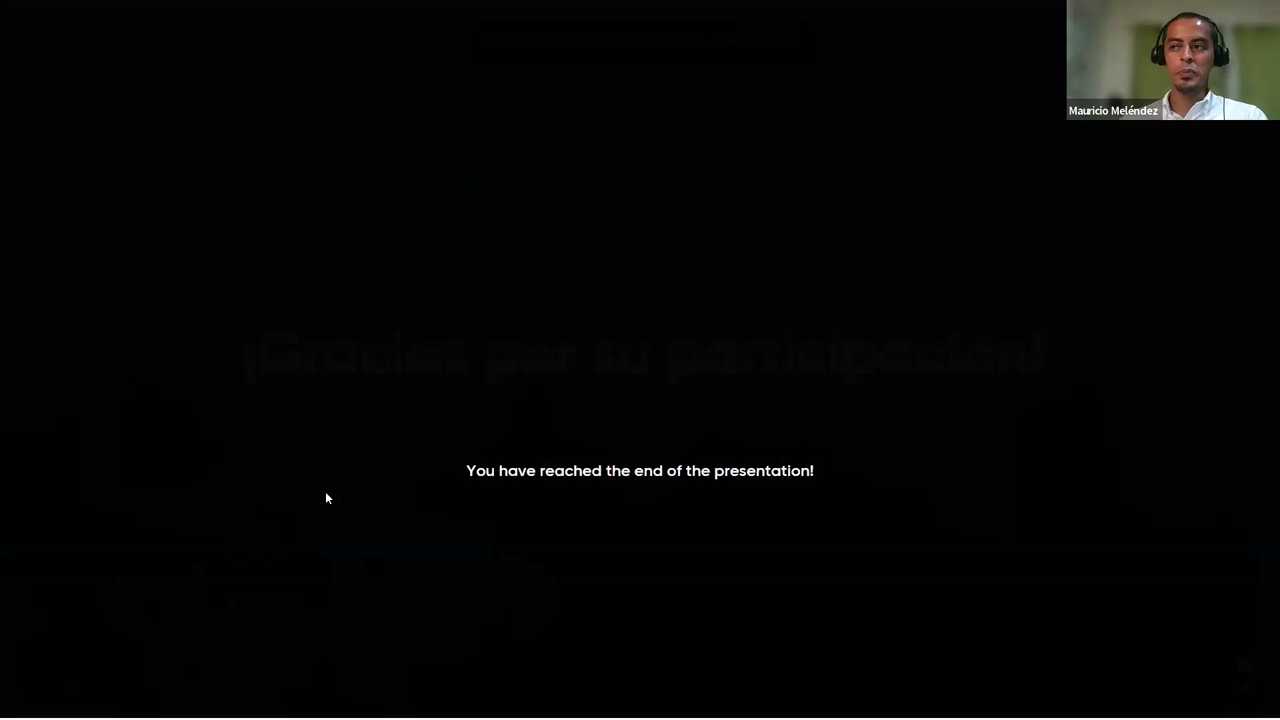 Mauricio Meléndez
¡Gracias por su participación!
You have reached the end of the presentation!